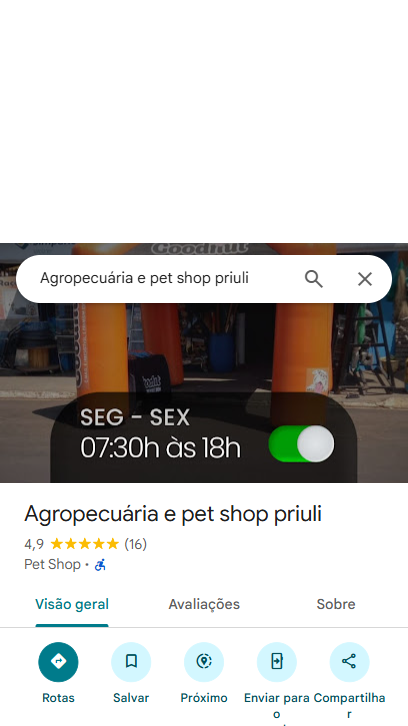 Goodnut
Agropecuária e pet shop priuli
SEG - SEX
07:30h às 18h
Agropecuária e pet shop priuli
4,9 (16)
Pet Shop ·
Visão geral Avaliações Sobre
Rotas Salvar Próximo Enviar para o Compartilhar